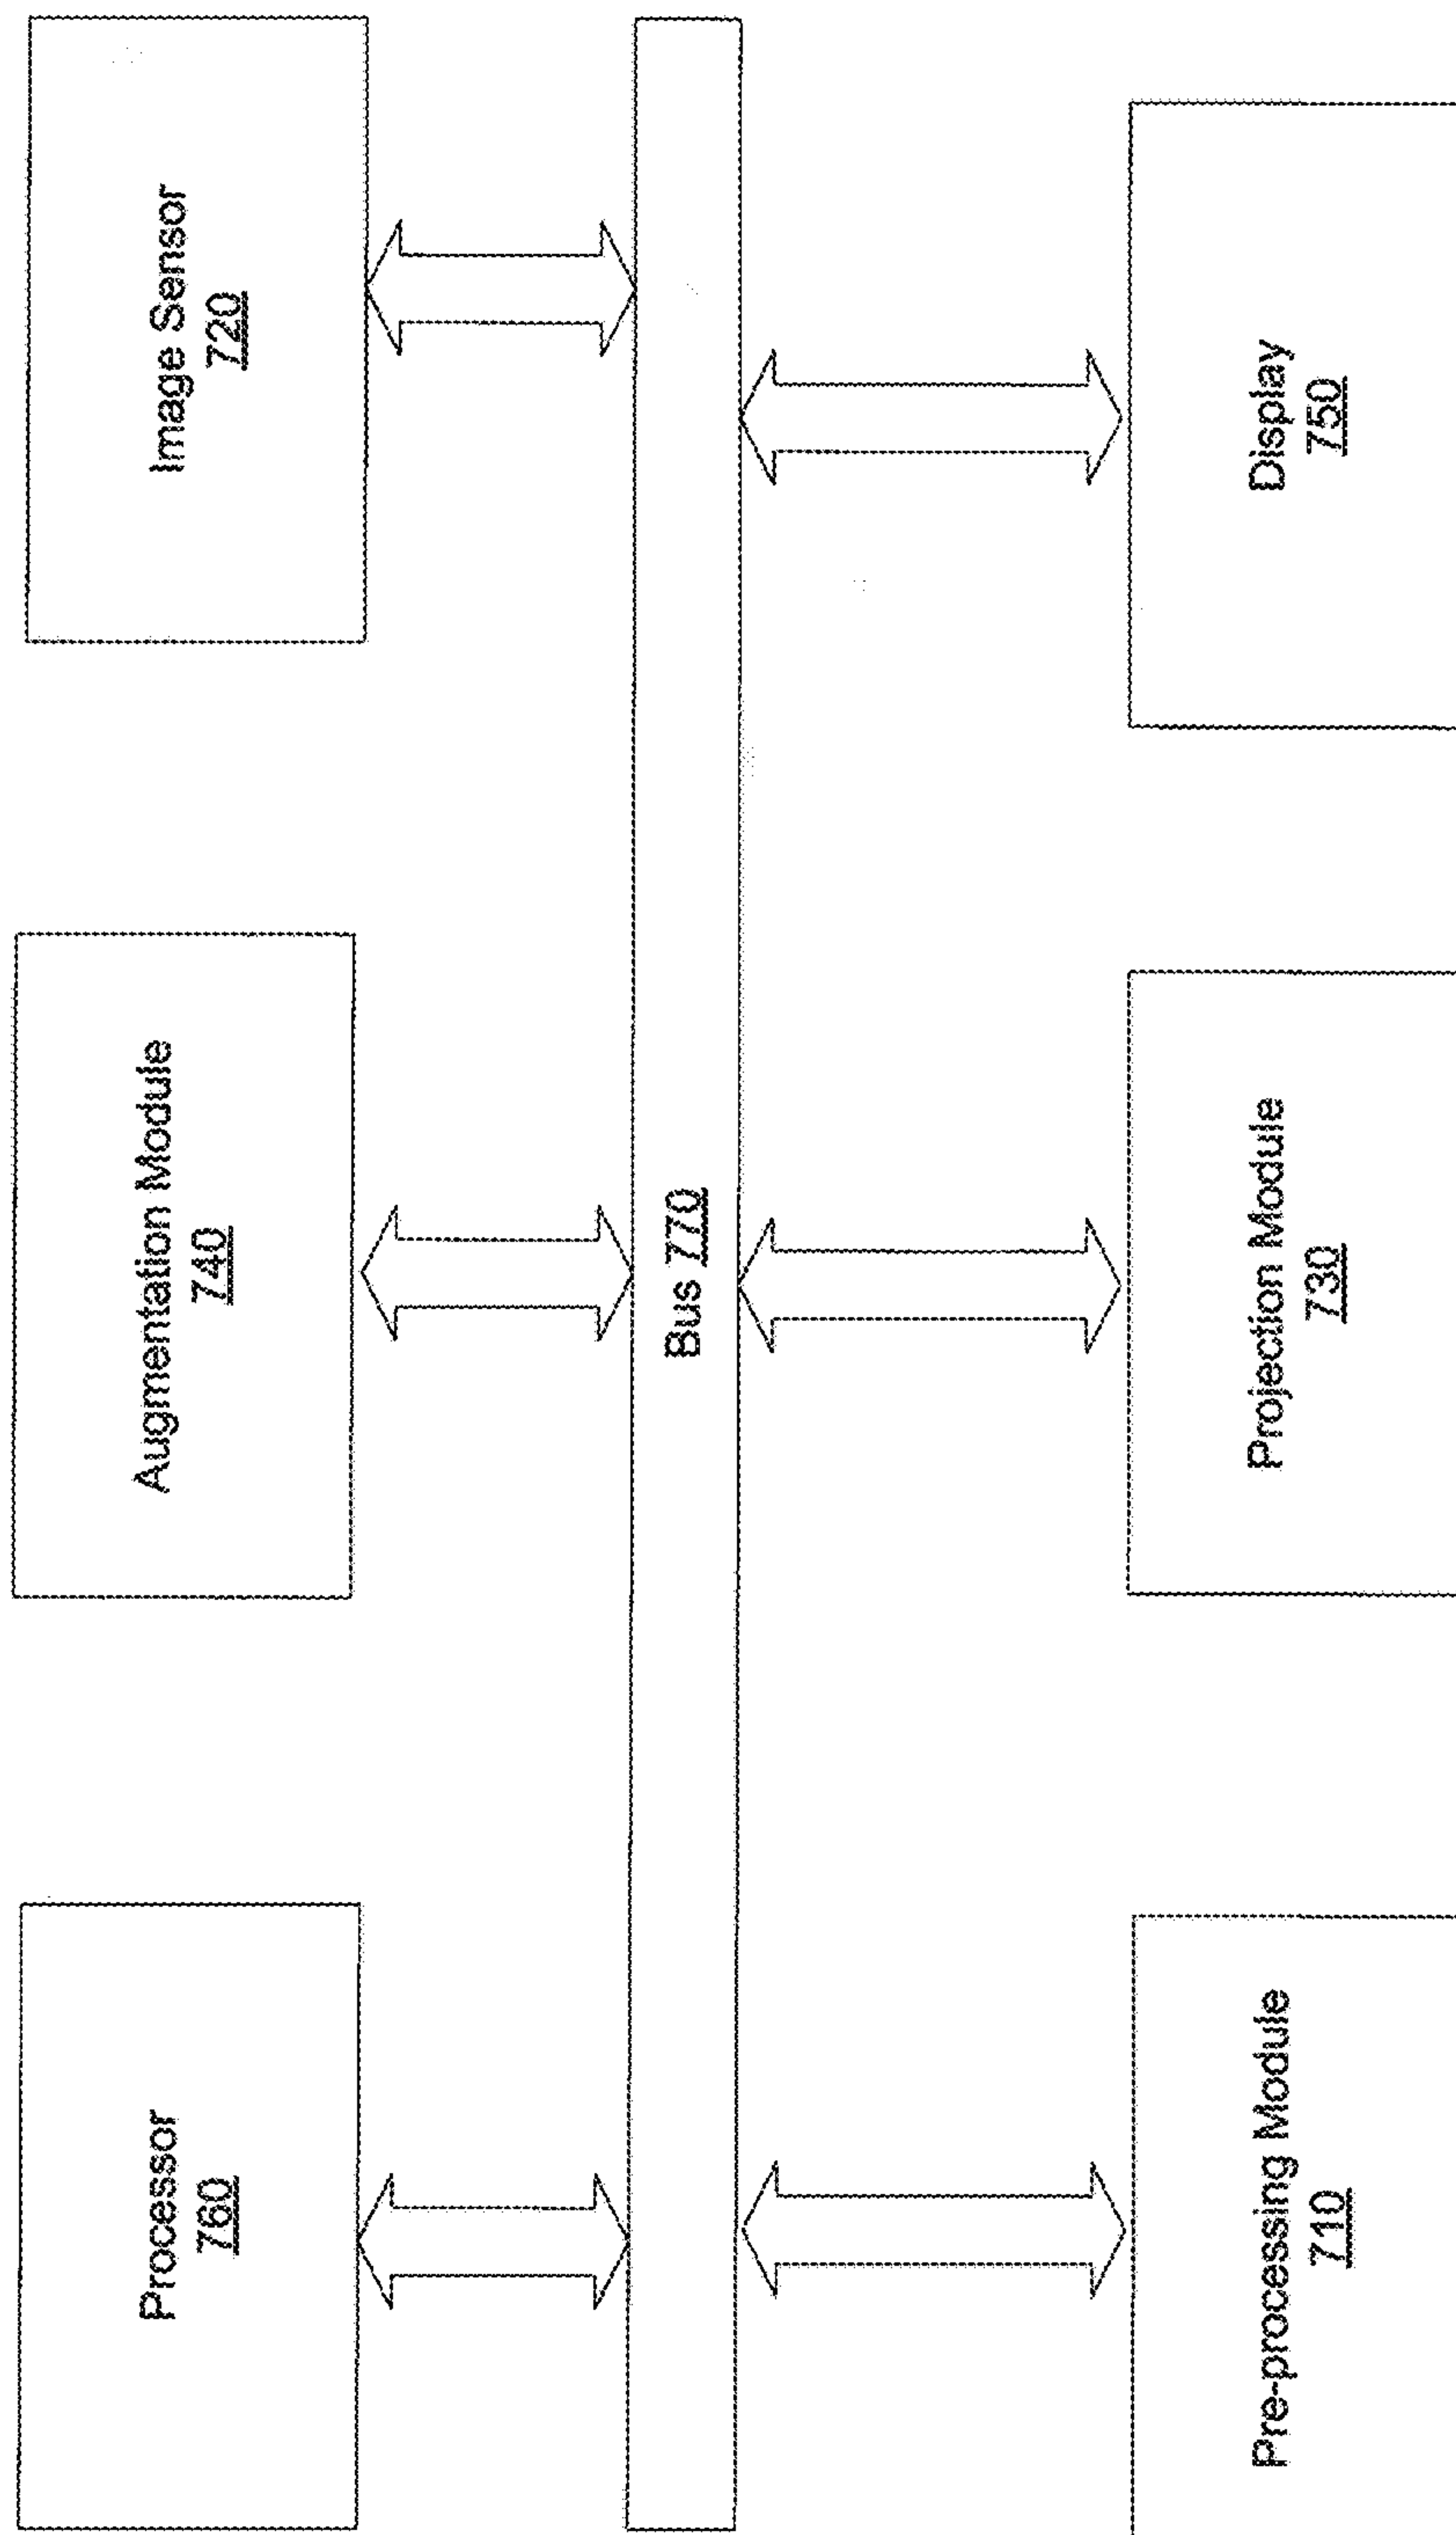 Processor
760
Augmentation Module
740
Image Sensor
720
Bus 770
Pre-processing Module
710
Projection Module
730
Display
750